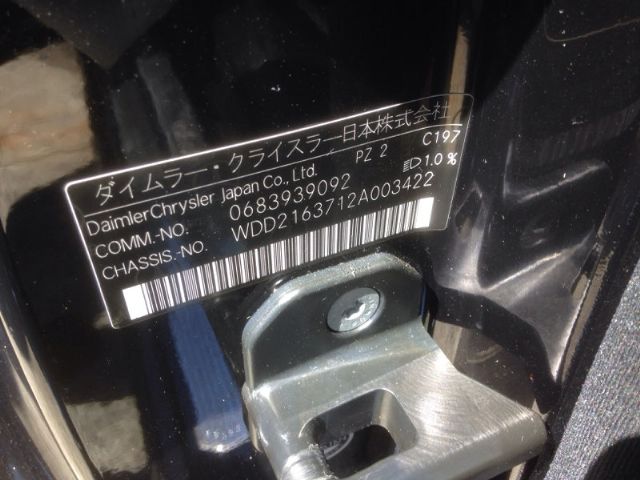 ダイムラー・クライスラー日本株式会社
DaimlerChrysler Japan Co., Ltd. PZ 2 C197
COMM.-NO. 0683939092 1.0 %
CHASSIS.-NO. WDD2163712A003422